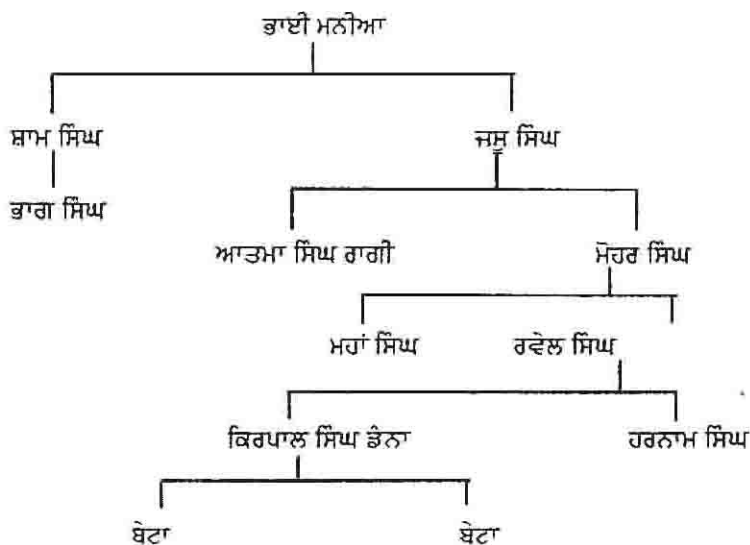 ਭਾਈ ਮਨੀਆ
ਸ਼ਾਮ ਸਿੰਘ ਜਸੂ ਸਿੰਘ
ਭਾਗ ਸਿੰਘ
ਆਤਮਾ ਸਿੰਘ ਰਾਗੀ ਮੋਹਰ ਸਿੰਘ
ਮਹਾਂ ਸਿੰਘ ਰਵੇਲ ਸਿੰਘ
ਕਿਰਪਾਲ ਸਿੰਘ ਡੇਨਾ ਹਰਨਾਮ ਸਿੰਘ
ਬੇਟਾ ਬੇਟਾ